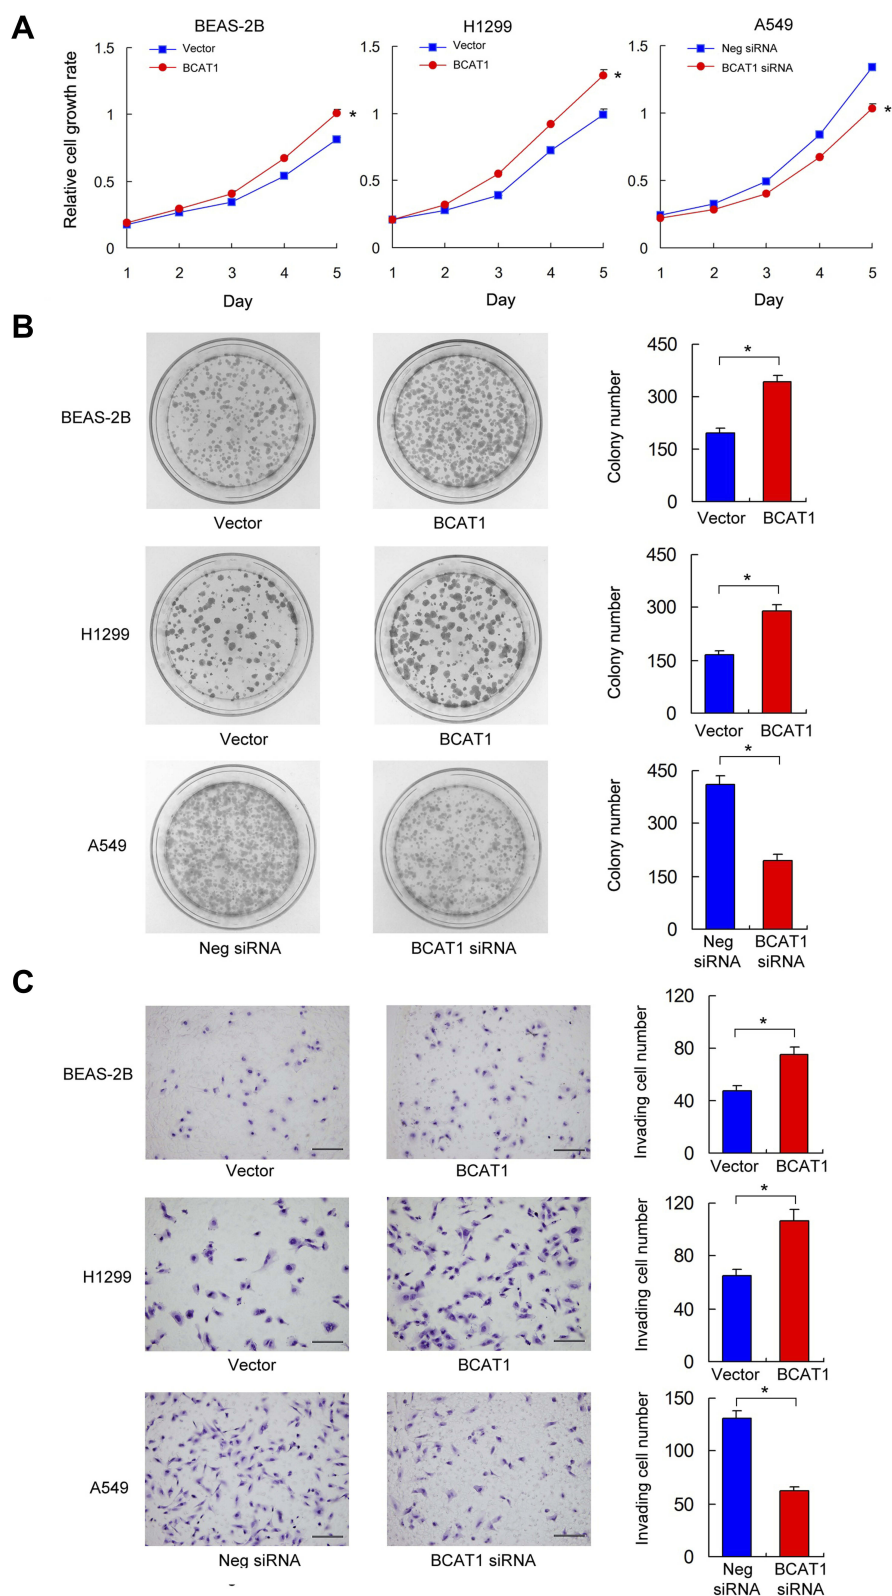 A
BEAS-2B
H1299
A549
Vector
BCAT1
Vector
BCAT1
Neg siRNA
BCAT1 siRNA
Relative cell growth rate
1.5
1
0.5
0
1.5
1
0.5
0
1.5
1
0.5
0
*
*
*
1 2 3 4 5
1 2 3 4 5
1 2 3 4 5
Day
Day
Day
B
BEAS-2B
Vector
BCAT1
Colony number
450
300
150
0
*
Vector BCAT1
H1299
Vector
BCAT1
Colony number
450
300
150
0
*
Vector BCAT1
A549
Neg siRNA
BCAT1 siRNA
Colony number
450
300
150
0
*
Neg BCAT1
siRNA siRNA
C
BEAS-2B
Vector
BCAT1
Invading cell number
120
80
40
0
*
Vector BCAT1
H1299
Vector
BCAT1
Invading cell number
120
80
40
0
*
Vector BCAT1
A549
Neg siRNA
BCAT1 siRNA
Invading cell number
150
100
50
0
*
Neg BCAT1
siRNA siRNA